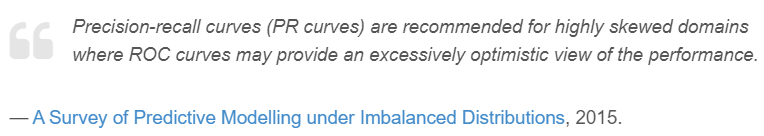 Precision-recall curves (PR curves) are recommended for highly skewed domains
where ROC curves may provide an excessively optimistic view of the performance.
— A Survey of Predictive Modelling under Imbalanced Distributions, 2015.